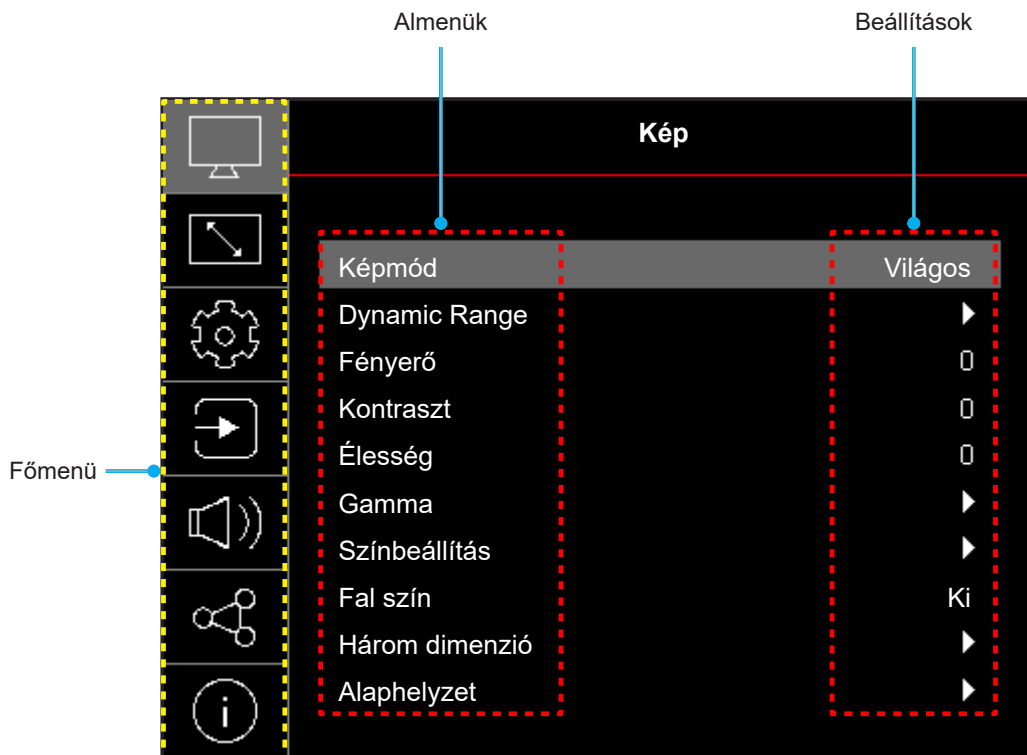 Almenük Beállítások
Kép
Képmód Világos
Dynamic Range
Fényerő 0
Kontraszt 0
Élesség 0
Főmenü
Gamma
Színbeállítás
Fal szín Ki
Három dimenzió
Alaphelyzet
i